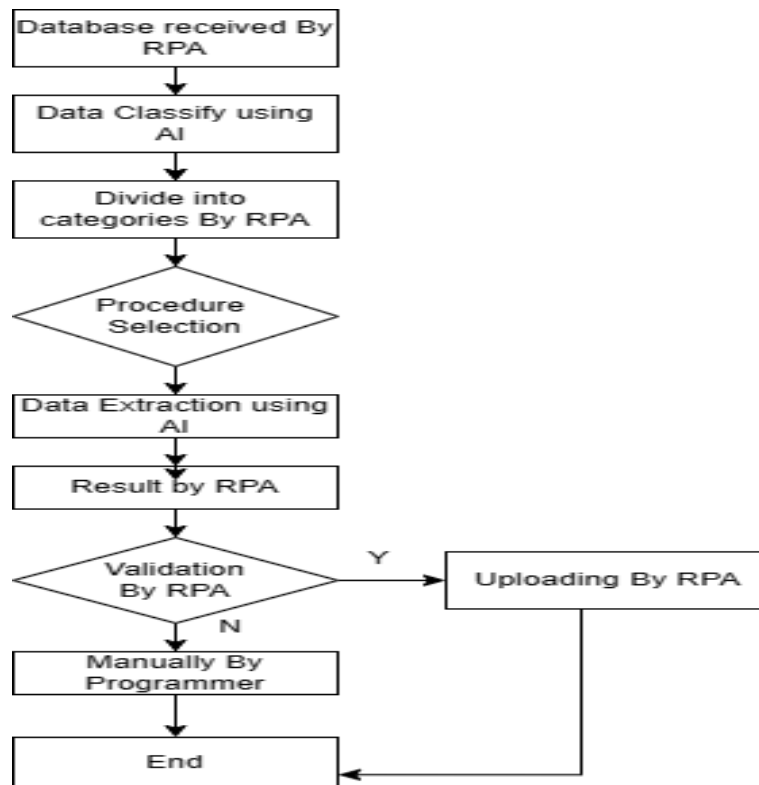 Database received By
RPA
Data Classify using
AI
Divide into
categories By RPA
Procedure
Selection
Data Extraction using
AI
Result by RPA
Validation
By RPA
Y
Uploading By RPA
N
Manually By
Programmer
End